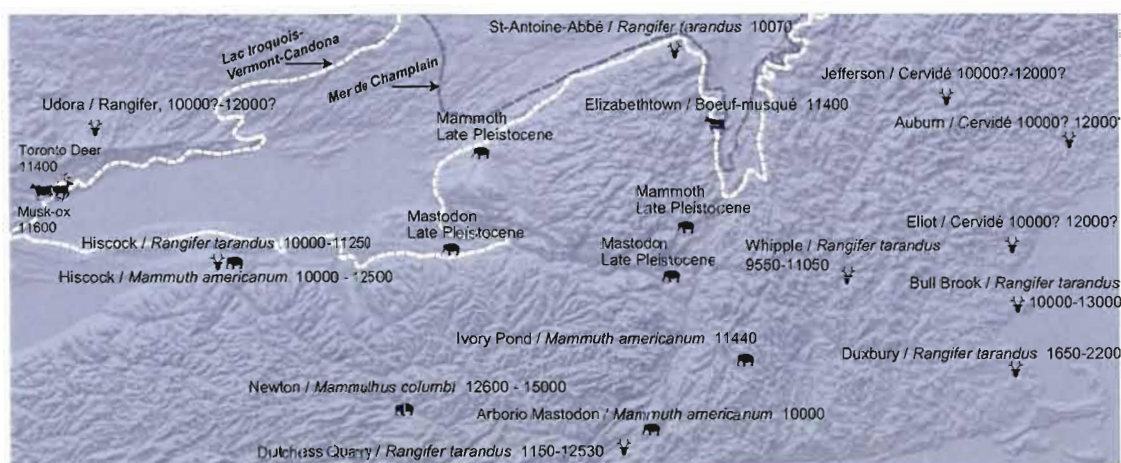 St-Antoine-Abbé / Rangifer tarandus 10070
Lac Iroquois-
Vermont-Candona
Mer de Champlain
Jefferson / Cervidé 10000?-12000?
Udora / Rangifer, 10000?-12000?
Elizabethtown / Boeuf-musqué 11400
Auburn / Cervidé 10000? 12000?
Mammoth
Late Pleistocene
Toronto Deer
11400
Musk-ox
11600
Mammoth
Late Pleistocene
Mastodon
Late Pleistocene
Eliot / Cervidé 10000? 12000?
Hiscock / Rangifer tarandus 10000-11250
Mastodon
Late Pleistocene
Whipple / Rangifer tarandus
9550-11050
Hiscock / Mammuth americanum 10000 - 12500
Bull Brook / Rangifer tarandus
10000-13000
Ivory Pond / Mammuth americanum 11440
Duxbury / Rangifer tarandus 1650-2200
Newton / Mammulhus columbi 12600 - 15000
Arborio Mastodon / Mammuth americanum 10000
Dutchess Quarry / Rangifer tarandus 1150-12530